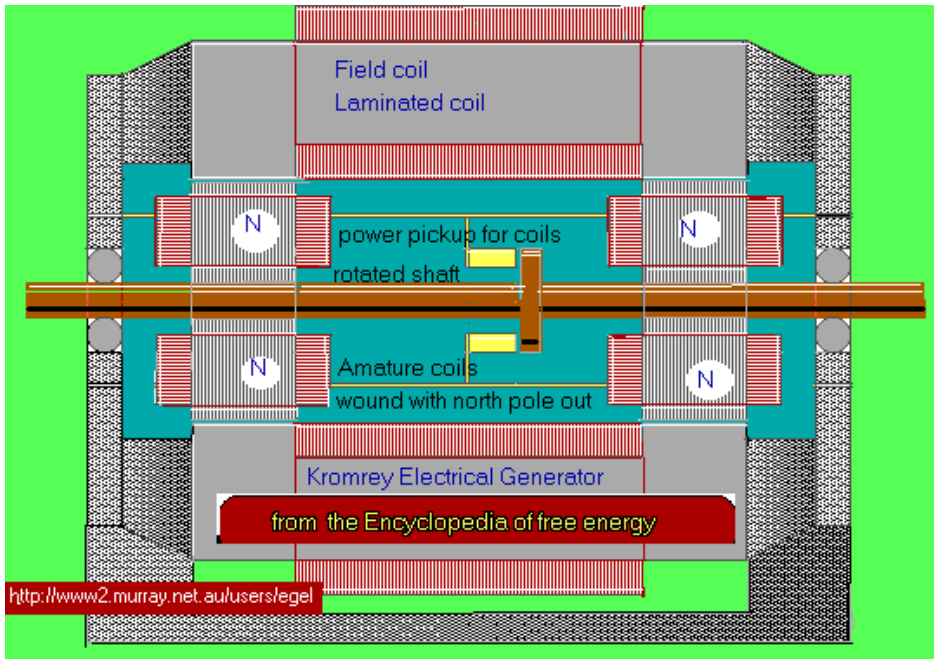 Field coil
Laminated coil
N
N
power pickup for coils
rotated shaft
Amature coils
N
N
wound with north pole out
Kromrey Electrical Generator
from the Encyclopedia of free energy
http://www2.murray.net.au/users/egel